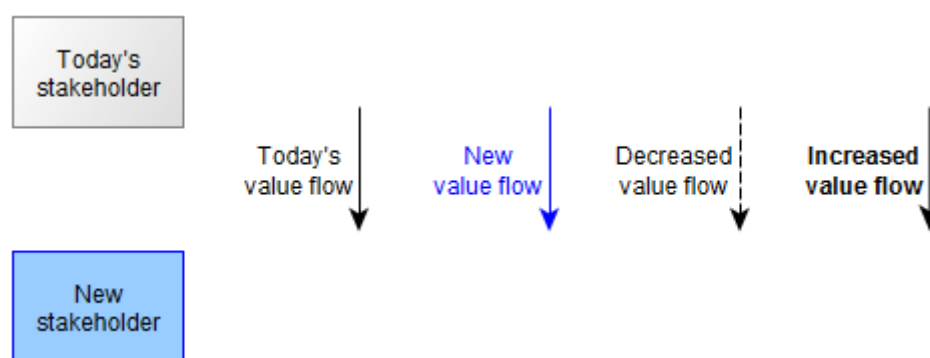 Today's
stakeholder
Today's
value flow
New
value flow
Decreased
value flow
Increased
value flow
New
stakeholder